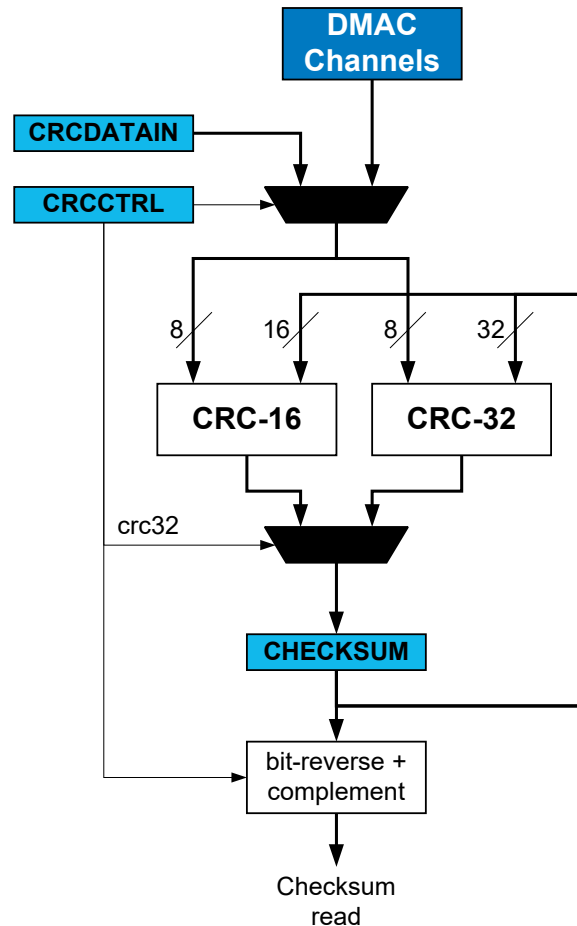 DMAC
Channels
CRCDATAIN
CRCCTRL
8
16
8
32
CRC-16
CRC-32
crc32
CHECKSUM
bit-reverse +
complement
Checksum
read